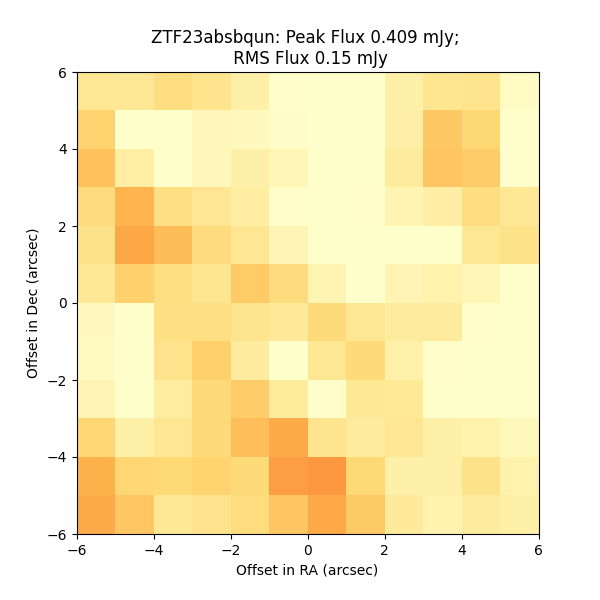 ZTF23absbqun: Peak Flux 0.409 mJy;
RMS Flux 0.15 mJy
6
4
2
0
−2
−4
−6
Offset in Dec (arcsec)
−6 −4 −2 0 2 4 6
Offset in RA (arcsec)